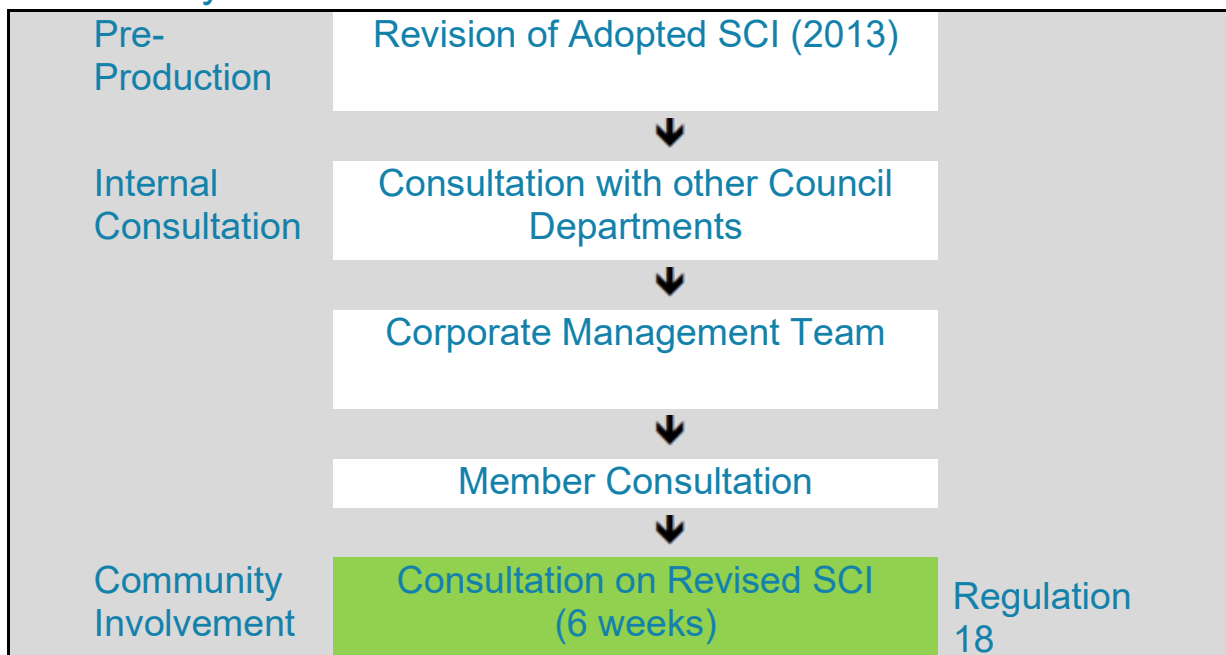 Pre-
Production
Revision of Adopted SCI (2013)
Internal
Consultation
Consultation with other Council
Departments
Corporate Management Team
Member Consultation
Community
Involvement
Consultation on Revised SCI
(6 weeks)
Regulation
18